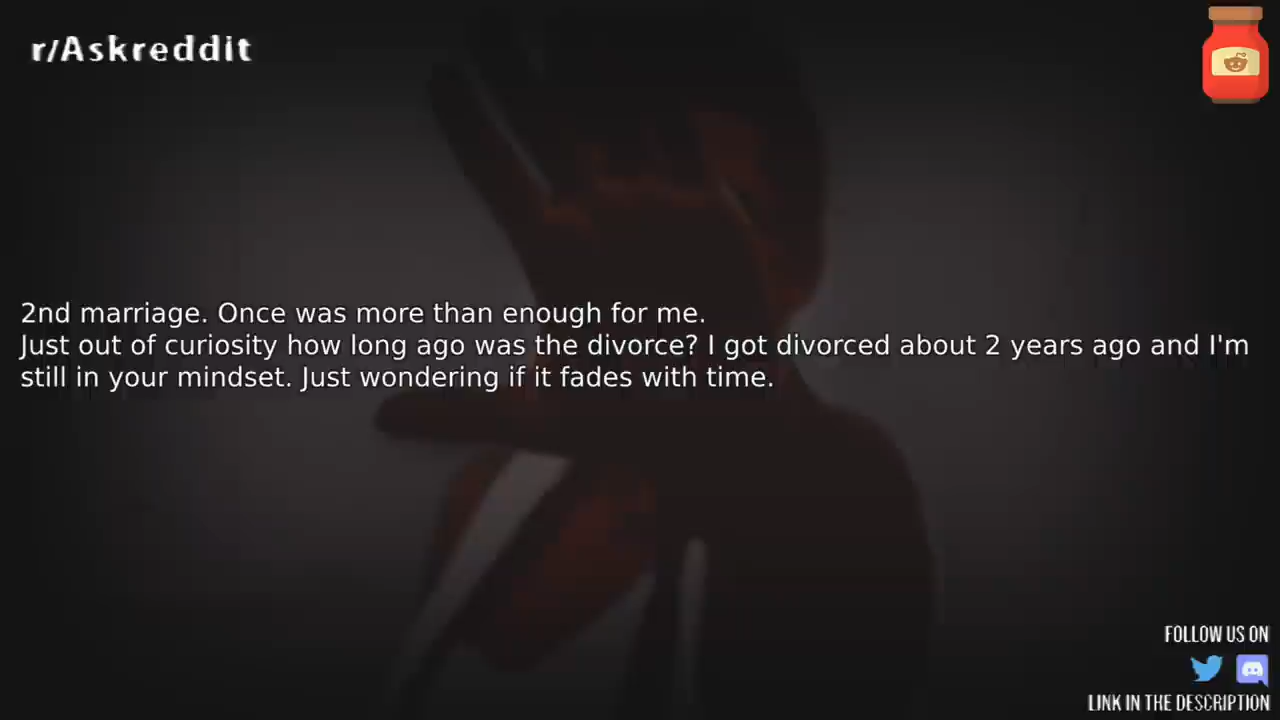 r/Askreddit
2nd marriage. Once was more than enough for me.
Just out of curiosity how long ago was the divorce? I got divorced about 2 years ago and I'm
still in your mindset. Just wondering if it fades with time.
FOLLOW US ON
LINK IN THE DESCRIPTION